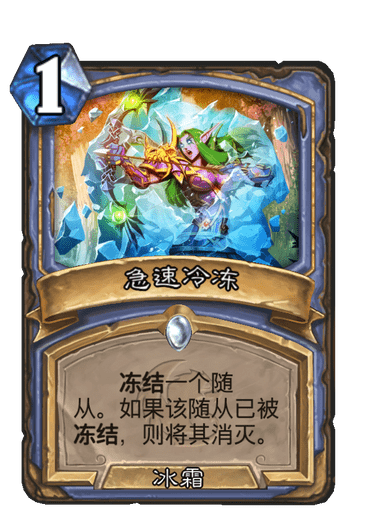 1
急速冷冻
冻结一个随
从。如果该随从已被
冻结，则将其消灭。
冰霜